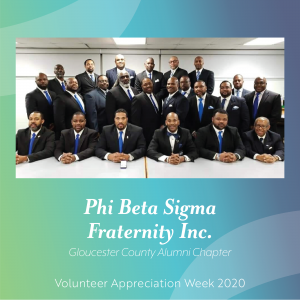 Phi Beta Sigma
Fraternity Inc.
Gloucester County Alumni Chapter
Volunteer Appreciation Week 2020